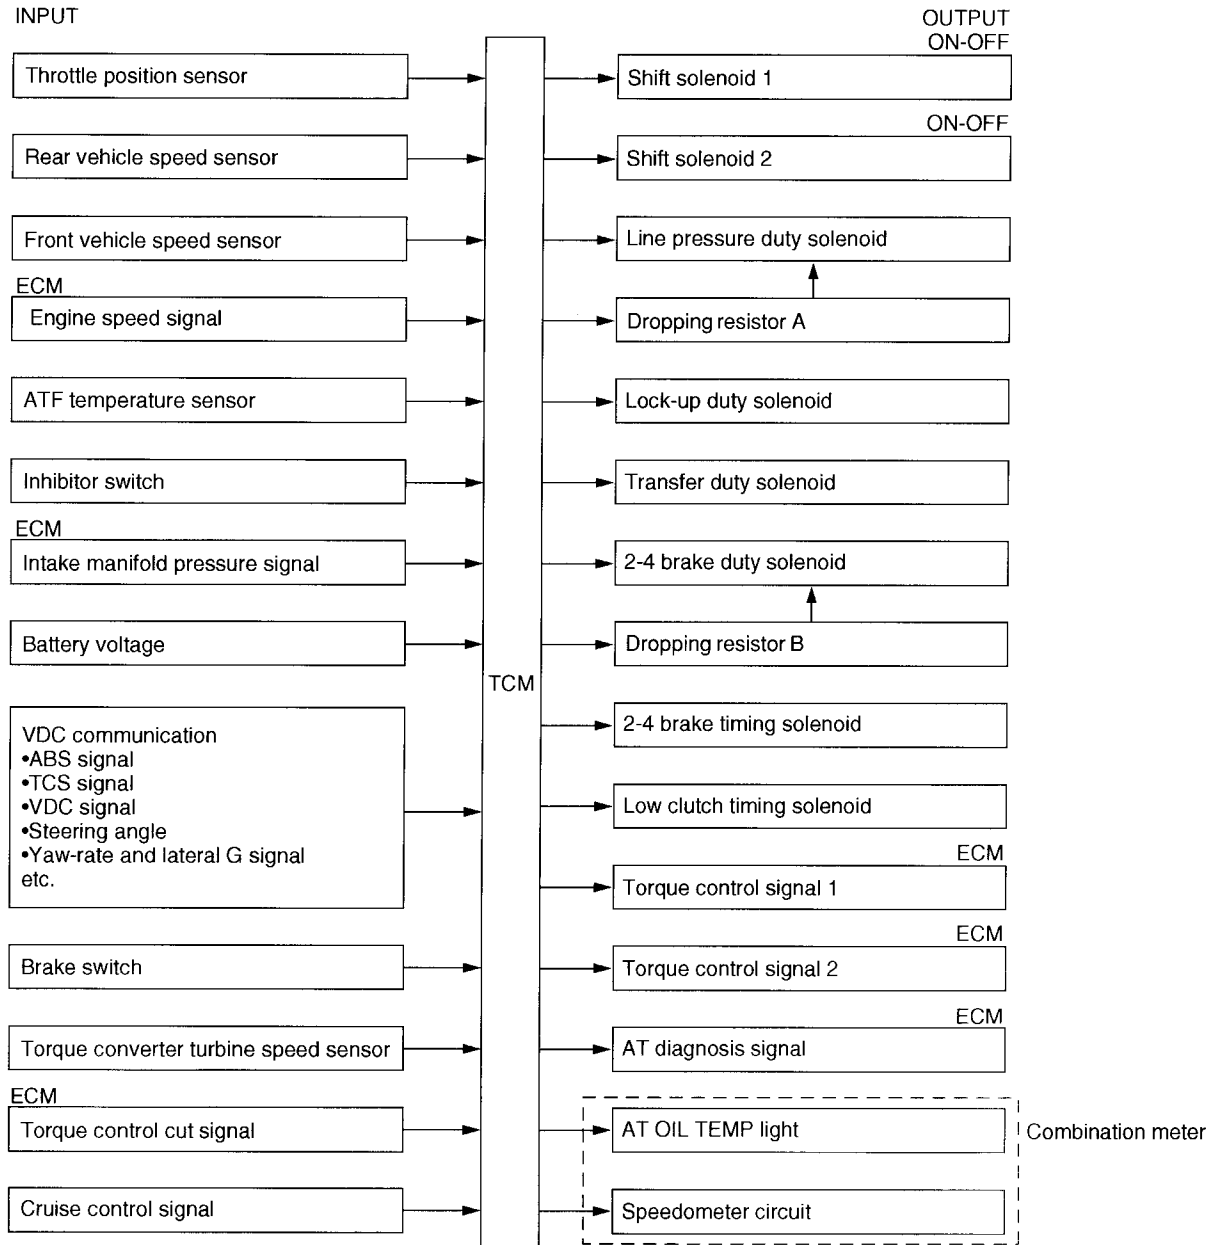 INPUT
OUTPUT
ON-OFF
Throttle position sensor
Shift solenoid 1
ON-OFF
Rear vehicle speed sensor
Shift solenoid 2
Front vehicle speed sensor
Line pressure duty solenoid
ECM
Engine speed signal
Dropping resistor A
ATF temperature sensor
Lock-up duty solenoid
Inhibitor switch
Transfer duty solenoid
ECM
Intake manifold pressure signal
2-4 brake duty solenoid
Battery voltage
Dropping resistor B
TCM
VDC communication
•ABS signal
•TCS signal
•VDC signal
•Steering angle
•Yaw-rate and lateral G signal
etc.
2-4 brake timing solenoid
Low clutch timing solenoid
ECM
Torque control signal 1
ECM
Brake switch
Torque control signal 2
ECM
Torque converter turbine speed sensor
AT diagnosis signal
ECM
Torque control cut signal
AT OIL TEMP light
Combination meter
Cruise control signal
Speedometer circuit